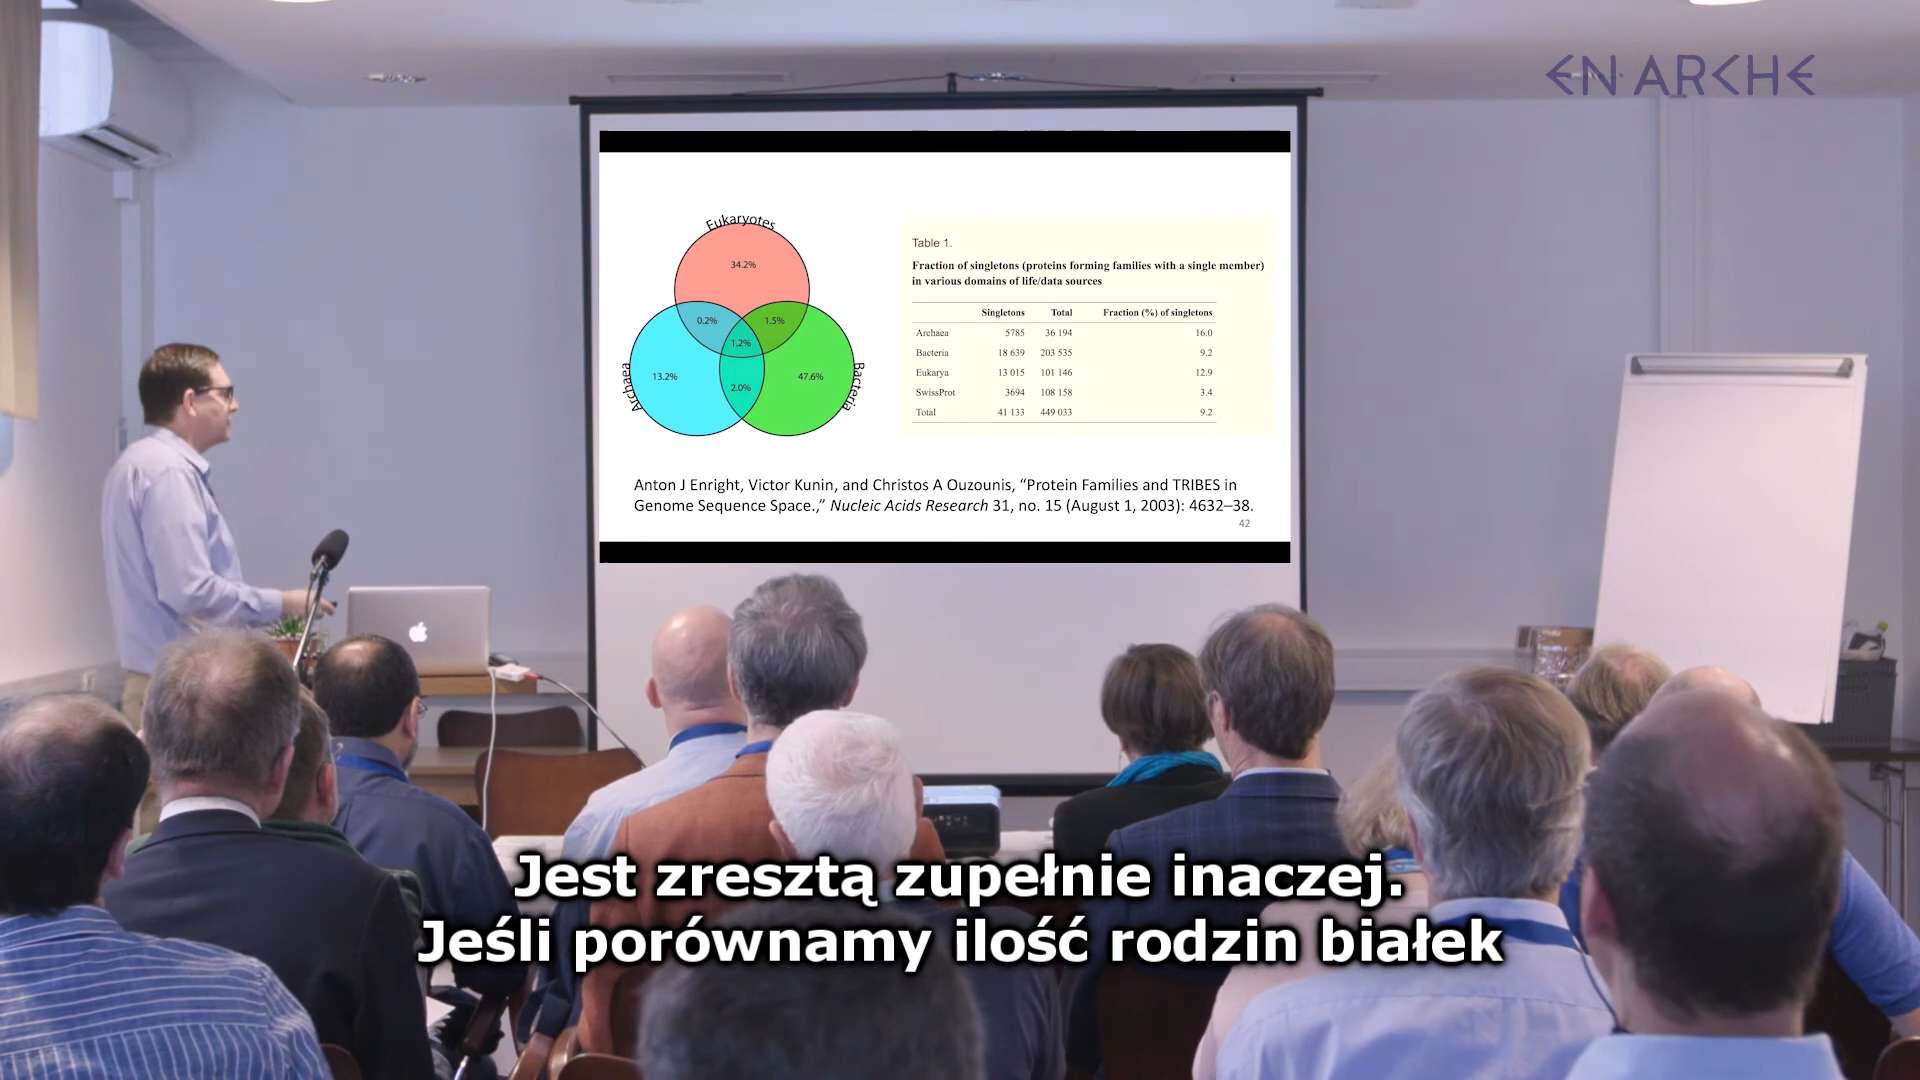 EN ARCHE
Eukaryotes
34.2%
0.2%
1.5%
1.2%
13.2%
47.6%
2.0%
Archaea
Bacteria
Table 1.
Fraction of singletons (proteins forming families with a single member)
in various domains of life/data sources
Singletons Total Fraction (%) of singletons
Archaea 5785 36 194 16.0
Bacteria 18 639 203 535 9.2
Eukarya 13 015 101 146 12.9
SwissProt 3694 108 158 3.4
Total 41 133 449 033 9.2
Anton J Enright, Victor Kunin, and Christos A Ouzounis, “Protein Families and TRIBES in
Genome Sequence Space.,” Nucleic Acids Research 31, no. 15 (August 1, 2003): 4632–38.
42
Jest zresztą zupełnie inaczej.
Jeśli porównamy ilość rodzin białek